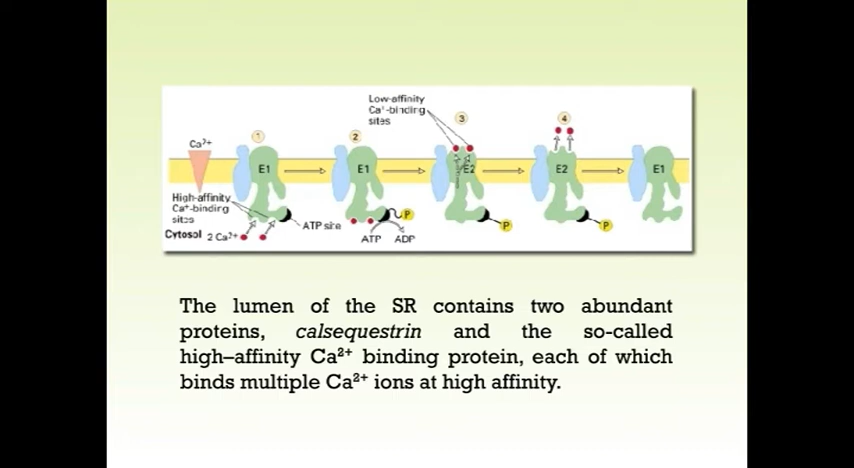 Low-affinity
Ca²⁺-binding
sites
Ca²⁺
1
2
3
4
E1
E1
E2
E2
E1
High-affinity
Ca²⁺-binding
sites
Cytosol 2 Ca²⁺
ATP site
P
ATP ADP
P
P
The lumen of the SR contains two abundant
proteins, calsequestrin and the so-called
high–affinity Ca²⁺ binding protein, each of which
binds multiple Ca²⁺ ions at high affinity.